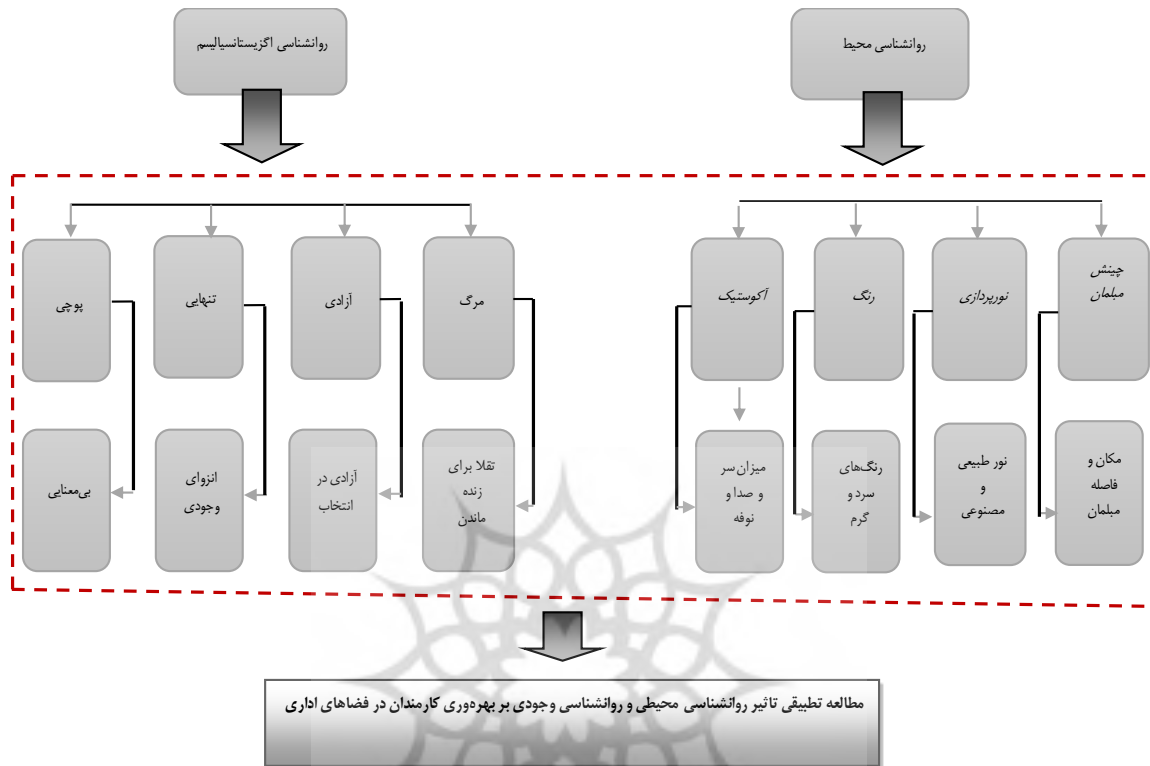 روانشناسی محیط
روانشناسی اگزیستانسیالیسم
چینش
مبلمان
نورپردازی
رنگ
آکوستیک
مرگ
آزادی
تنهایی
پوچی
مکان و
فاصله
مبلمان
نور طبیعی
و
مصنوعی
رنگ‌های
سرد و
گرم
میزان سر
و صدا و
نوفه
تقلا برای
زنده
ماندن
آزادی در
انتخاب
انزوای
وجودی
بی‌معنایی
مطالعه تطبیقی تاثیر روانشناسی محیطی و روانشناسی وجودی بر بهره‌وری کارمندان در فضاهای اداری